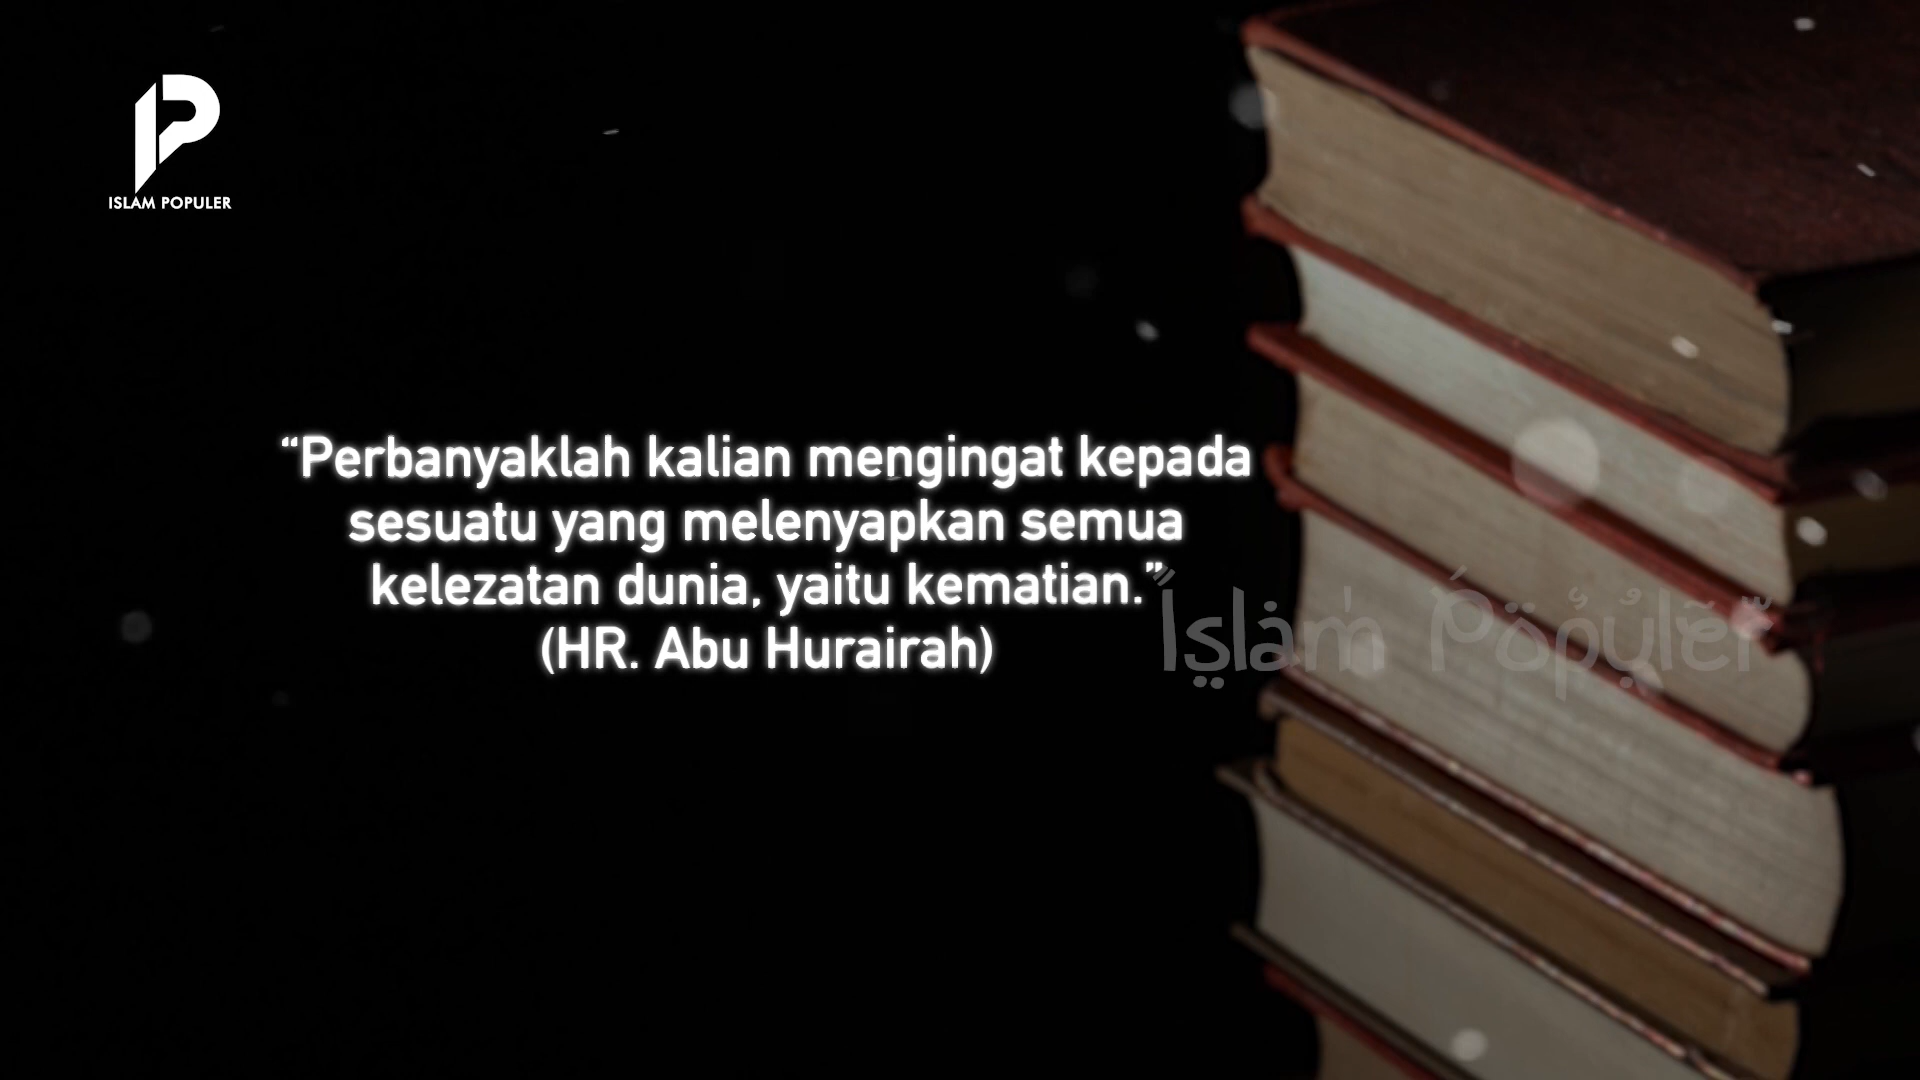 ISLAM POPULER
“Perbanyaklah kalian mengingat kepada
sesuatu yang melenyapkan semua
kelezatan dunia, yaitu kematian.”
(HR. Abu Hurairah)
Islam Populer